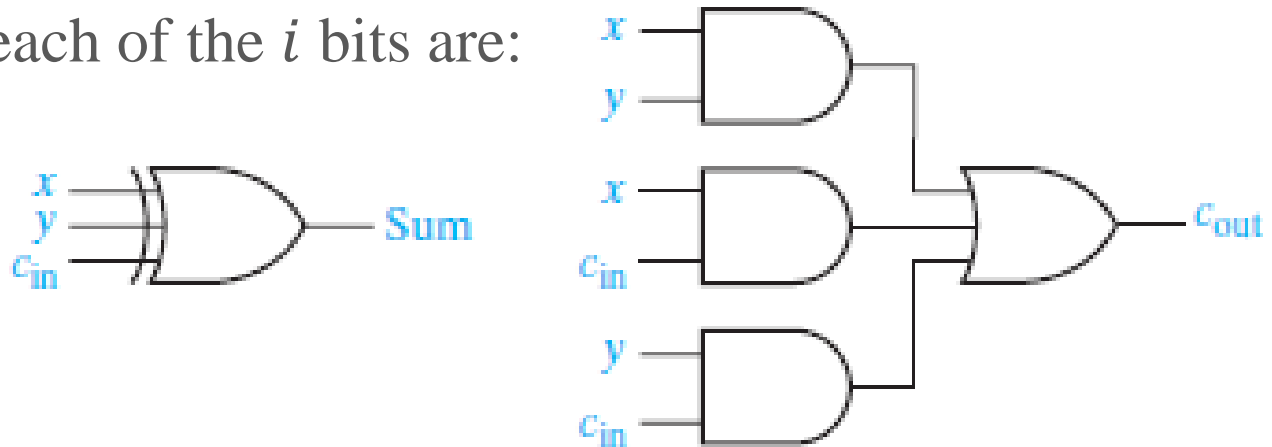 each of the i bits are:
x
y
c_in
Sum
x
y
x
c_in
y
c_in
c_out